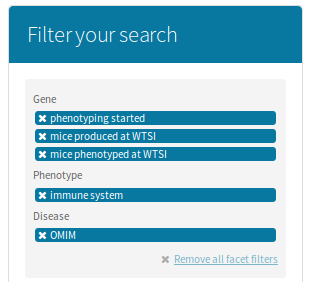 Filter your search
Gene
✖ phenotyping started
✖ mice produced at WTSI
✖ mice phenotyped at WTSI
Phenotype
✖ immune system
Disease
✖ OMIM
✖ Remove all facet filters